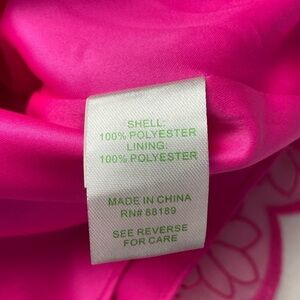 SHELL:
100% POLYESTER
LINING:
100% POLYESTER
MADE IN CHINA
RN# 88189
SEE REVERSE
FOR CARE